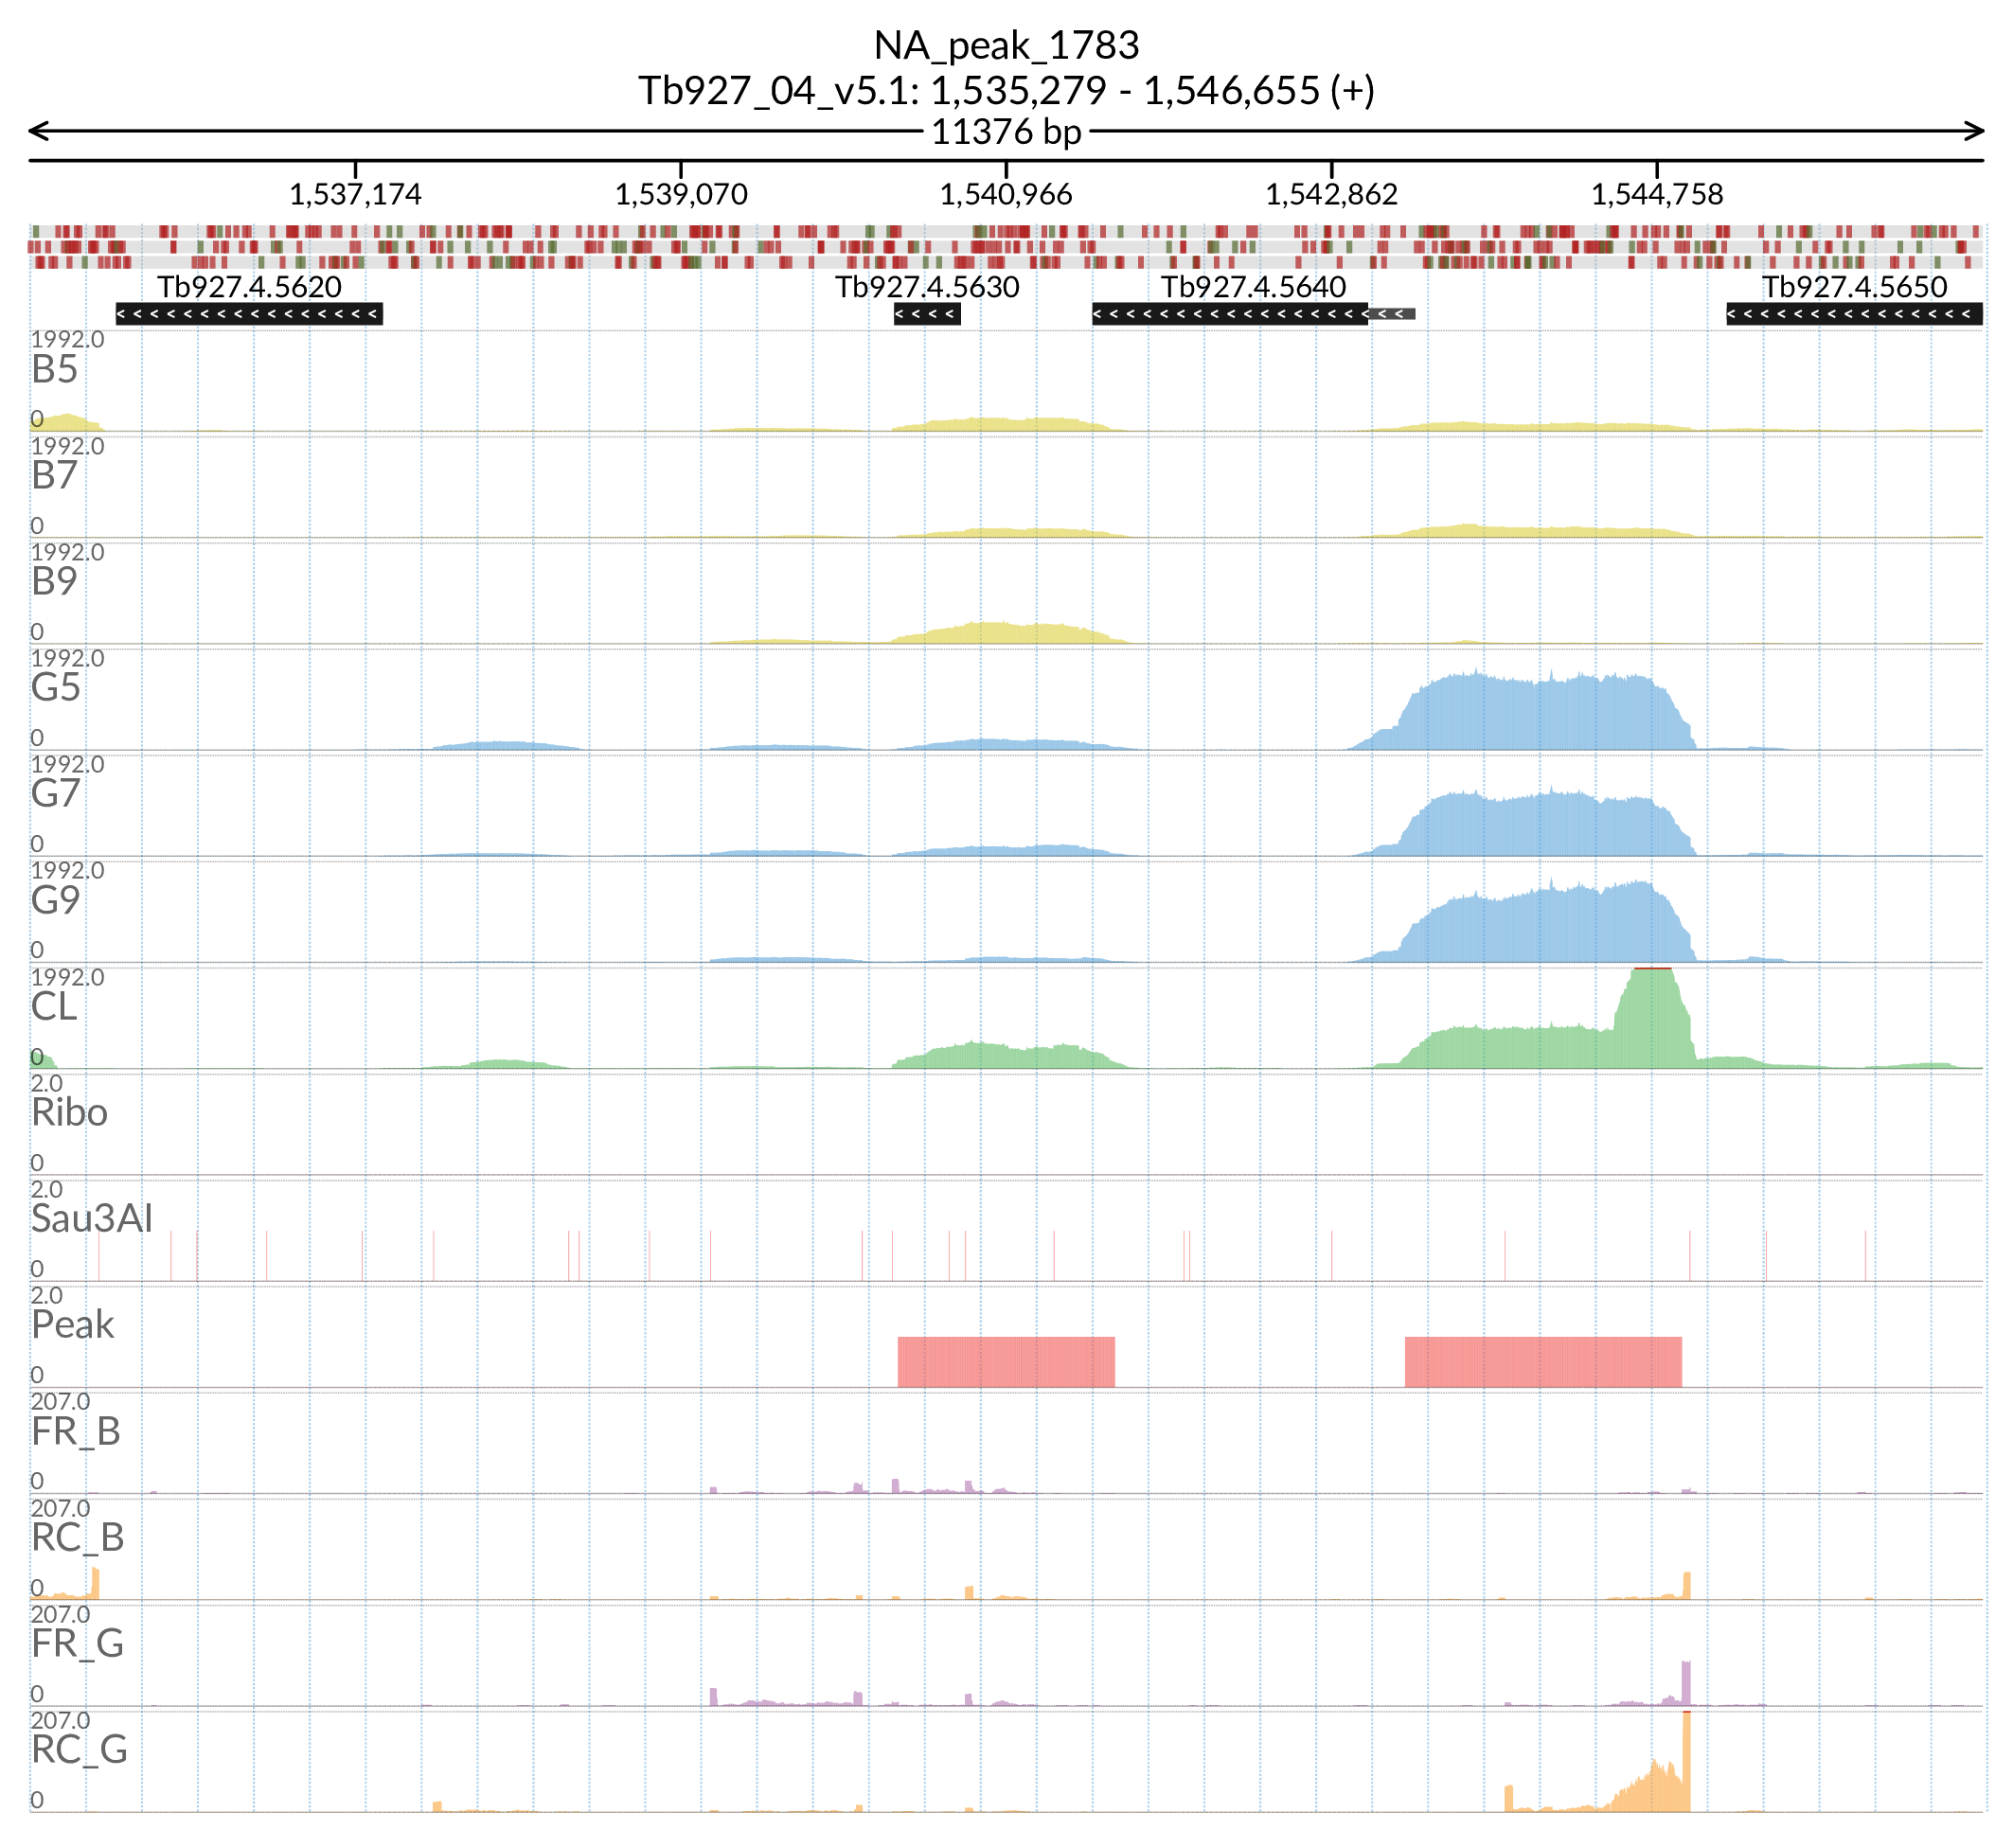 NA_peak_1783
Tb927_04_v5.1: 1,535,279 - 1,546,655 (+)
11376 bp
1,537,174 1,539,070 1,540,966 1,542,862 1,544,758
Tb927.4.5620 Tb927.4.5630 Tb927.4.5640 Tb927.4.5650
1992.0
B5
0
1992.0
B7
0
1992.0
B9
0
1992.0
G5
0
1992.0
G7
0
1992.0
G9
0
1992.0
CL
0
2.0
Ribo
0
2.0
Sau3AI
0
2.0
Peak
0
207.0
FR_B
0
207.0
RC_B
0
207.0
FR_G
0
207.0
RC_G
0